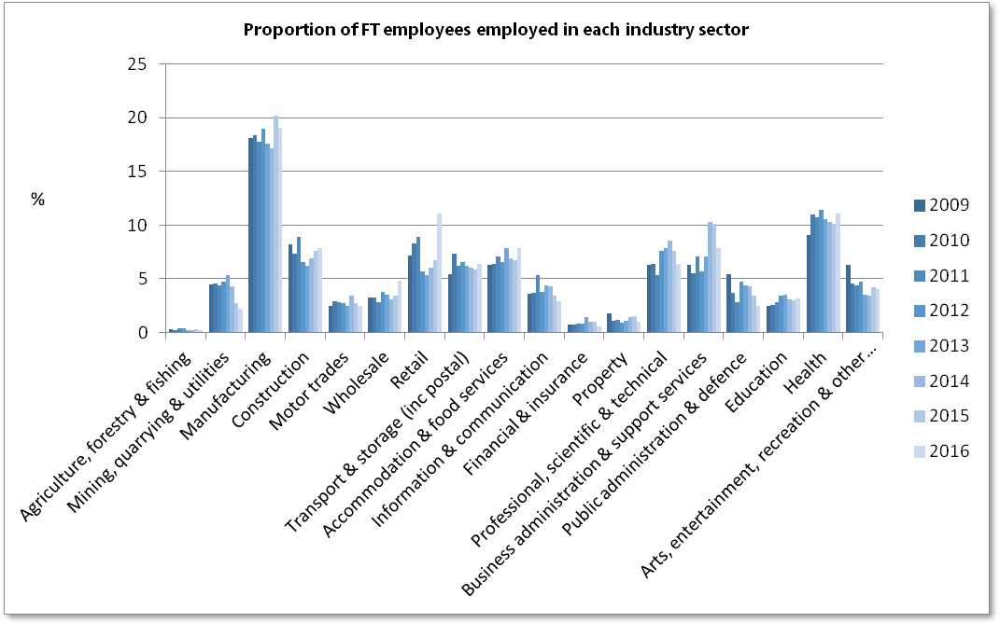 Proportion of FT employees employed in each industry sector
25
20
15
10
5
0
%
Agriculture, forestry & fishing
Mining, quarrying & utilities
Manufacturing
Construction
Motor trades
Wholesale
Retail
Transport & storage (inc postal)
Accommodation & food services
Information & communication
Financial & insurance
Property
Professional, scientific & technical
Business administration & support services
Public administration & defence
Education
Health
Arts, entertainment, recreation & other...
2009
2010
2011
2012
2013
2014
2015
2016